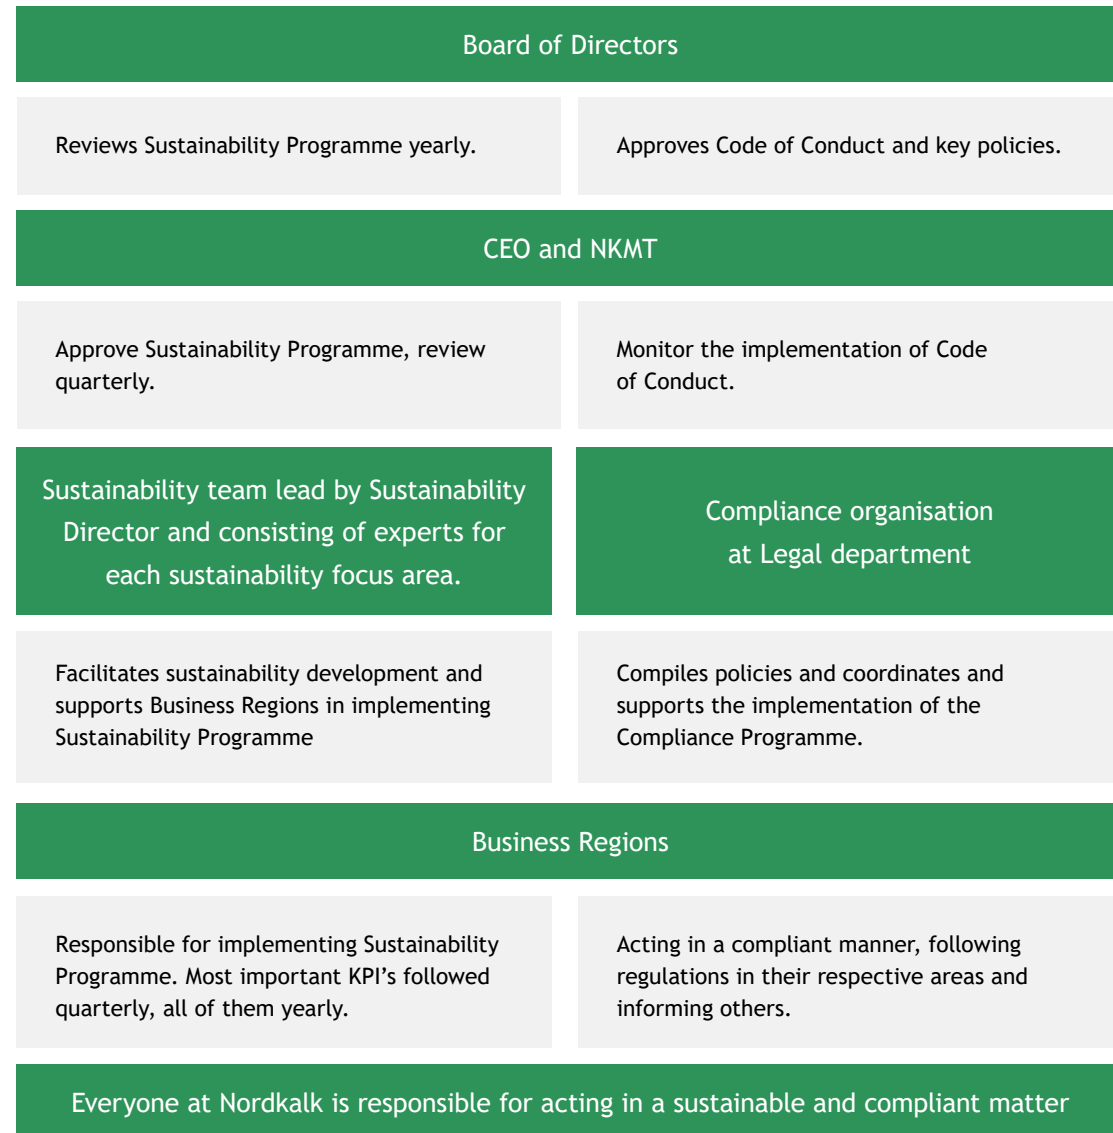 Board of Directors
Reviews Sustainability Programme yearly.
Approves Code of Conduct and key policies.
CEO and NKMT
Approve Sustainability Programme, review
quarterly.
Monitor the implementation of Code
of Conduct.
Sustainability team lead by Sustainability
Director and consisting of experts for
each sustainability focus area.
Compliance organisation
at Legal department
Facilitates sustainability development and
supports Business Regions in implementing
Sustainability Programme
Compiles policies and coordinates and
supports the implementation of the
Compliance Programme.
Business Regions
Responsible for implementing Sustainability
Programme. Most important KPI’s followed
quarterly, all of them yearly.
Acting in a compliant manner, following
regulations in their respective areas and
informing others.
Everyone at Nordkalk is responsible for acting in a sustainable and compliant matter